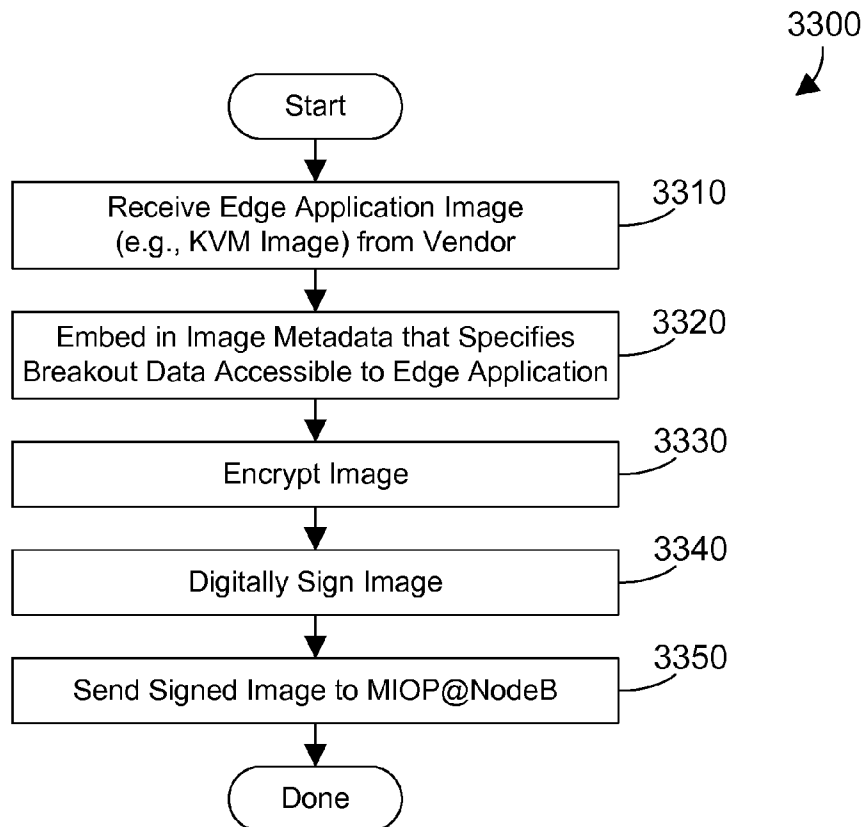 3300
Start
3310
Receive Edge Application Image
(e.g., KVM Image) from Vendor
3320
Embed in Image Metadata that Specifies
Breakout Data Accessible to Edge Application
3330
Encrypt Image
3340
Digitally Sign Image
3350
Send Signed Image to MIOP@NodeB
Done